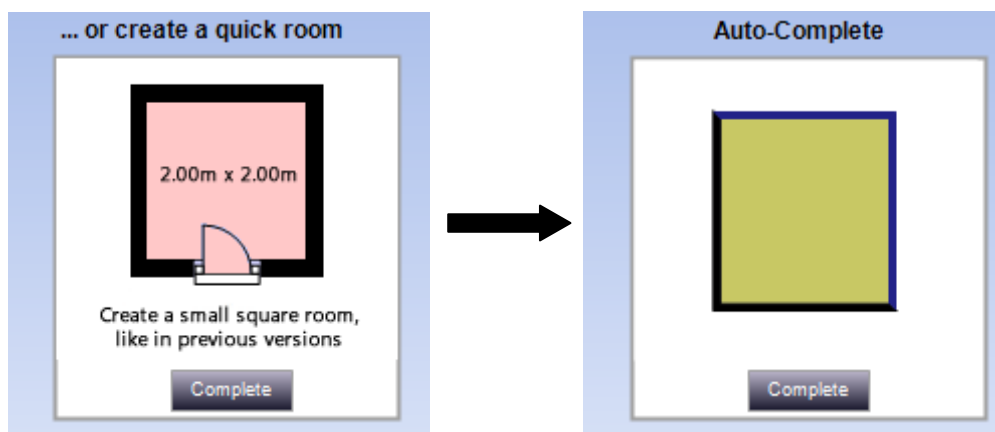 ... or create a quick room
2.00m x 2.00m
Create a small square room,
like in previous versions
Complete
Auto-Complete
Complete